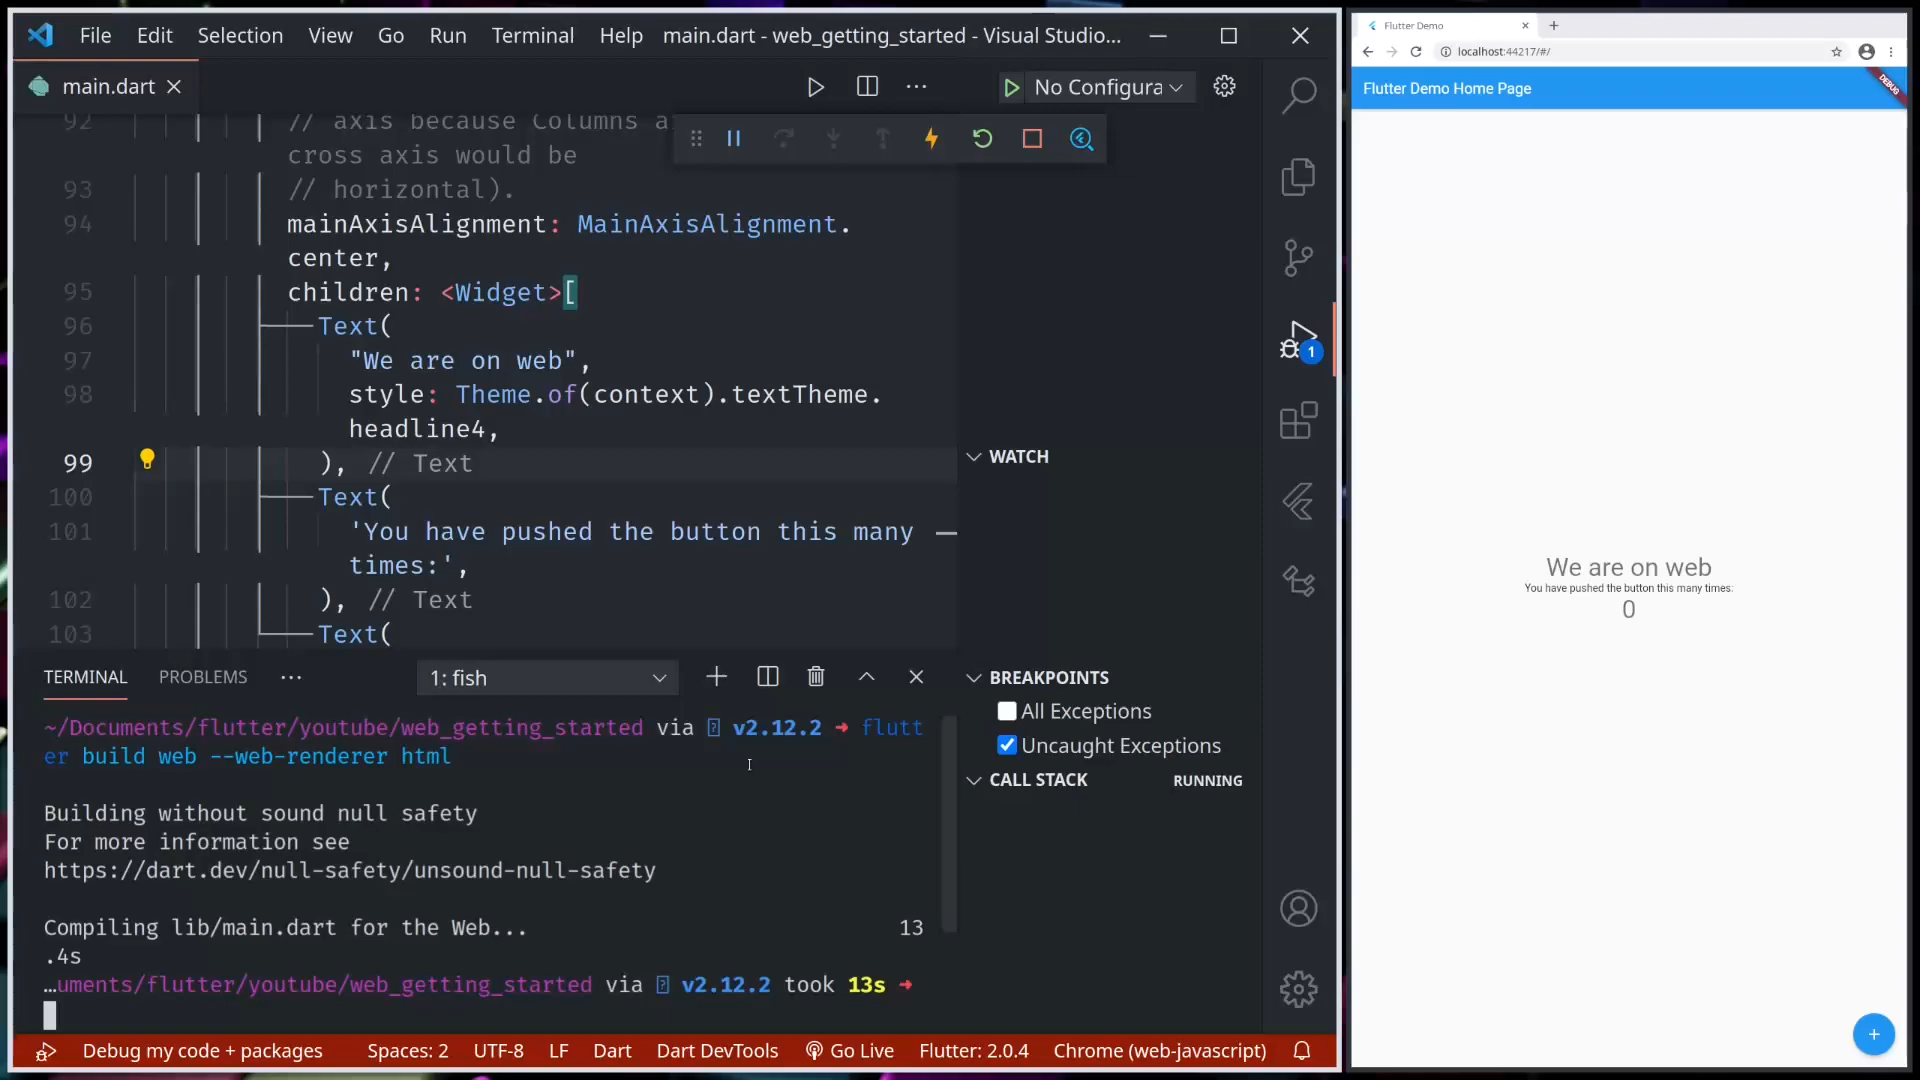 File Edit Selection View Go Run Terminal Help main.dart - web_getting_started - Visual Studio...
main.dart
No Configura
92 // axis because Columns a
cross axis would be
93 // horizontal).
94 mainAxisAlignment: MainAxisAlignment.
center,
95 children: <Widget>[
96 Text(
97 "We are on web",
98 style: Theme.of(context).textTheme.
headline4,
99 ), // Text
100 Text(
101 'You have pushed the button this many
times:',
102 ), // Text
103 Text(
WATCH
BREAKPOINTS
All Exceptions
Uncaught Exceptions
CALL STACK RUNNING
1
TERMINAL PROBLEMS ... 1: fish
~/Documents/flutter/youtube/web_getting_started via v2.12.2 ➜ flutt
er build web --web-renderer html
Building without sound null safety
For more information see
https://dart.dev/null-safety/unsound-null-safety
Compiling lib/main.dart for the Web... 13
.4s
…uments/flutter/youtube/web_getting_started via v2.12.2 took 13s ➜
Debug my code + packages Spaces: 2 UTF-8 LF Dart Dart DevTools Go Live Flutter: 2.0.4 Chrome (web-javascript)
Flutter Demo
localhost:44217/#/
Flutter Demo Home Page
DEBUG
We are on web
You have pushed the button this many times:
0
+